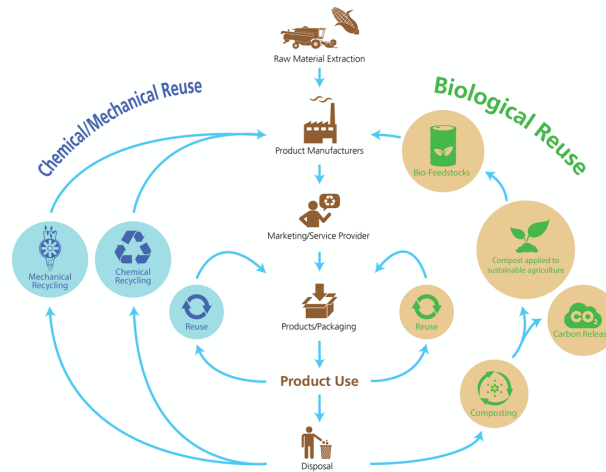 Raw Material Extraction
Chemical/Mechanical Reuse
Biological Reuse
Product Manufacturers
Bio-Feedstocks
Marketing/Service Provider
Mechanical
Recycling
Chemical
Recycling
Compost applied to
sustainable agriculture
Reuse
Products/Packaging
Reuse
CO2
Carbon Releas
Product Use
Composting
Disposal